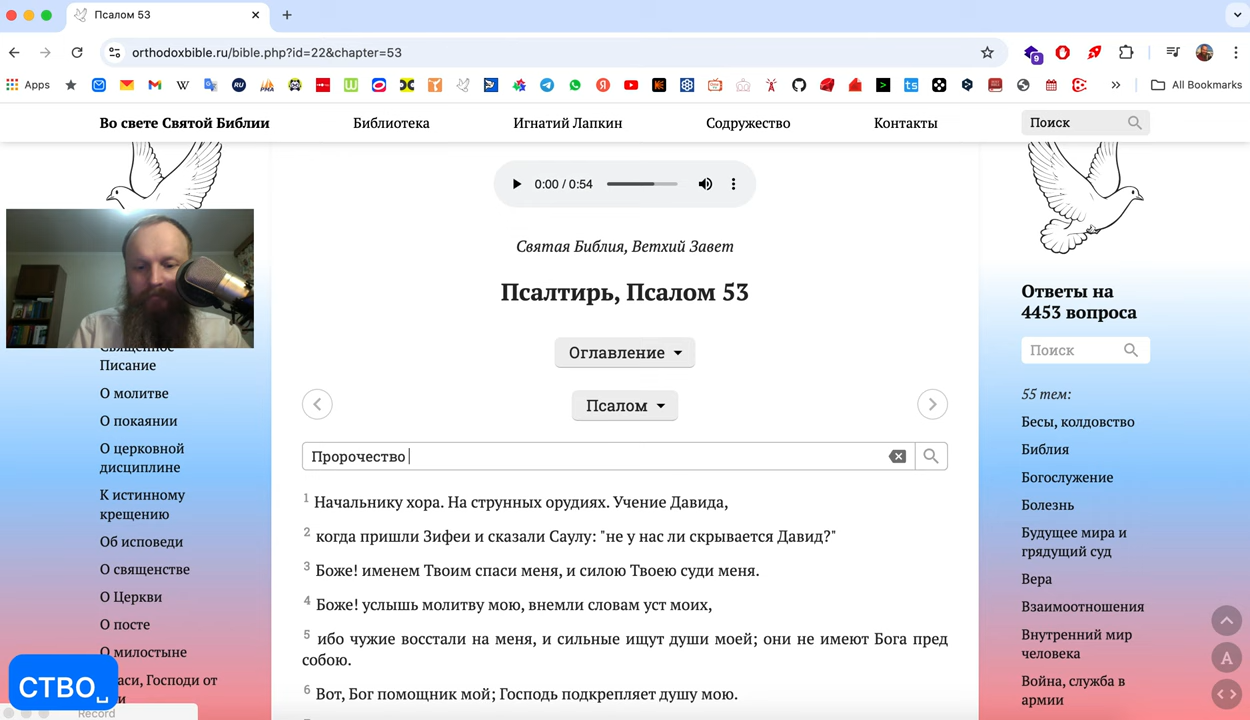 Псалом 53
orthodoxbible.ru/bible.php?id=22&chapter=53
9
Apps
All Bookmarks
Во свете Святой Библии
Библиотека
Игнатий Лапкин
Содружество
Контакты
Поиск
0:00 / 0:54
Святая Библия, Ветхий Завет
Псалтирь, Псалом 53
Оглавление
Псалом
Пророчество
1 Начальнику хора. На струнных орудиях. Учение Давида,
2 когда пришли Зифеи и сказали Саулу: "не у нас ли скрывается Давид?"
3 Боже! именем Твоим спаси меня, и силою Твоею суди меня.
4 Боже! услышь молитву мою, внемли словам уст моих,
5 ибо чужие восстали на меня, и сильные ищут души моей; они не имеют Бога пред
собою.
6 Вот, Бог помощник мой; Господь подкрепляет душу мою.
Священное
Писание
О молитве
О покаянии
О церковной
дисциплине
К истинному
крещению
Об исповеди
О священстве
О Церкви
О посте
О милостыне
аси, Господи от
и
СТВО␣
Record
Ответы на
4453 вопроса
Поиск
55 тем:
Бесы, колдовство
Библия
Богослужение
Болезнь
Будущее мира и
грядущий суд
Вера
Взаимоотношения
Внутренний мир
человека
Война, служба в
армии
A